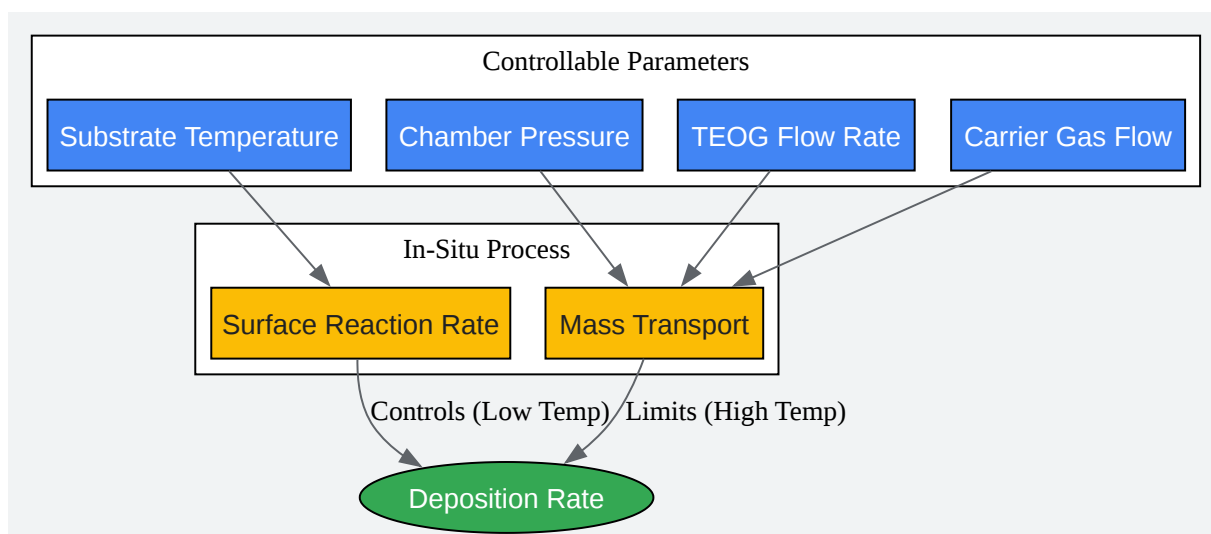 Controllable Parameters
Substrate Temperature
Chamber Pressure
TEOG Flow Rate
Carrier Gas Flow
In-Situ Process
Surface Reaction Rate
Mass Transport
Controls (Low Temp)
Limits (High Temp)
Deposition Rate